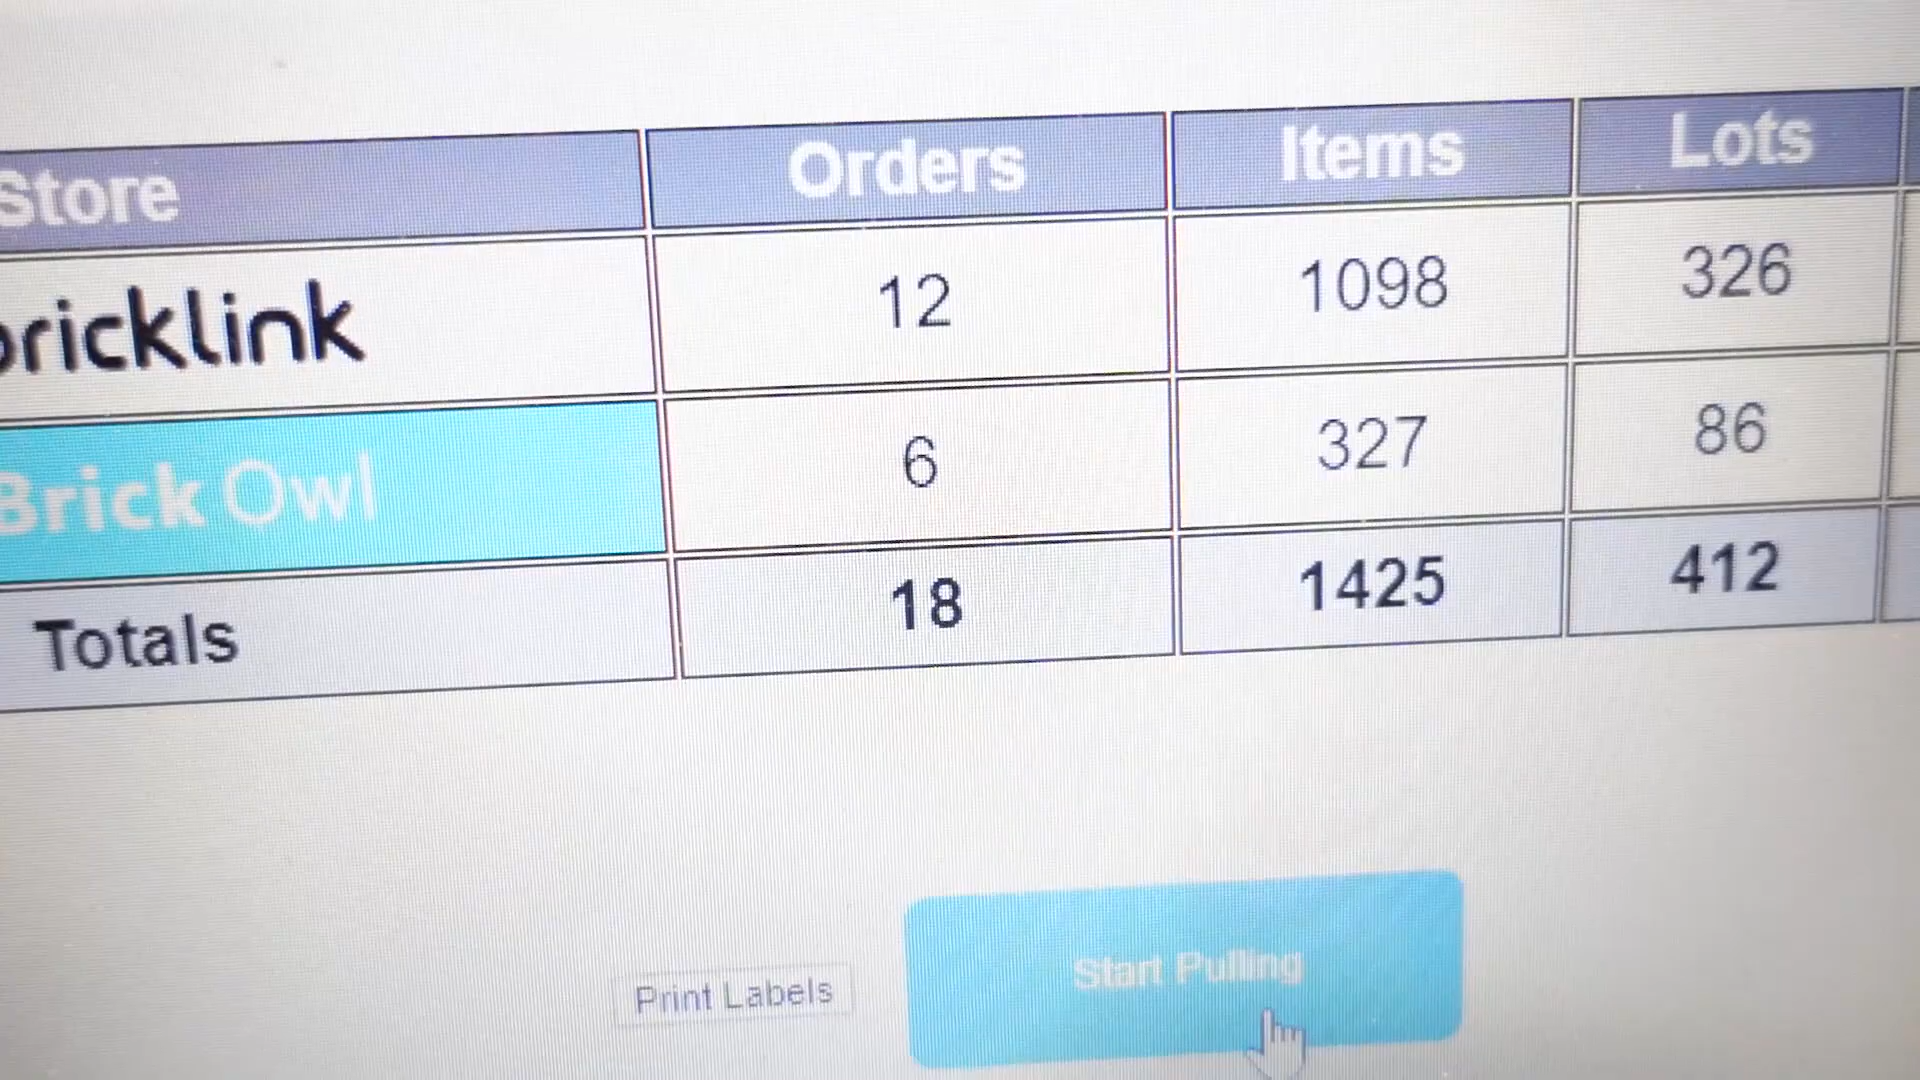 Store Orders Items Lots
bricklink 12 1098 326
Brick Owl 6 327 86
Totals 18 1425 412
Print Labels Start Pulling